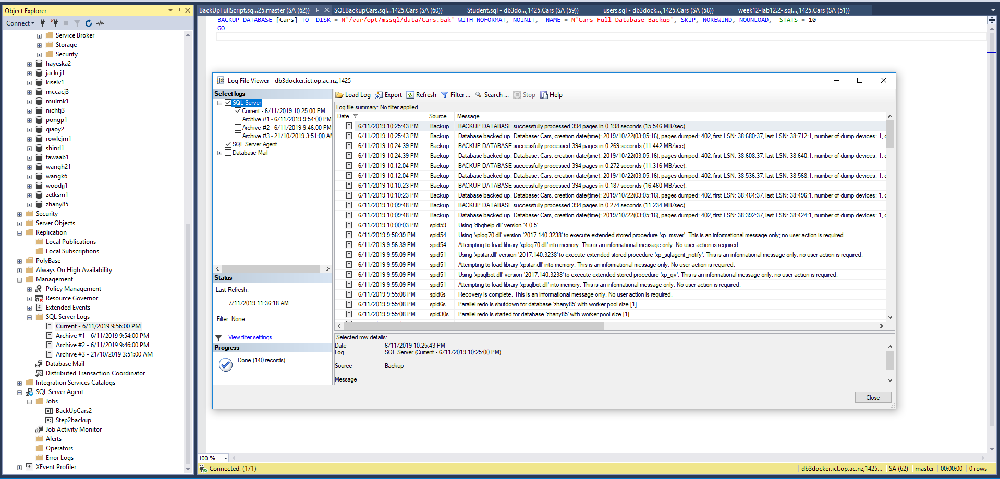 Object Explorer
Connect
Service Broker
Storage
Security
hayeska2
jackcj1
kiselv1
mccacj3
mulrnk1
nichtj3
pongp1
qiaoy2
rowlejm1
shinrl1
tawaab1
wangh21
wangk6
woodjj1
zetksm1
zhany85
Security
Server Objects
Replication
Local Publications
Local Subscriptions
PolyBase
Always On High Availability
Management
Policy Management
Resource Governor
Extended Events
SQL Server Logs
Current - 6/11/2019 9:56:00 PM
Archive #1 - 6/11/2019 9:54:00 PM
Archive #2 - 6/11/2019 9:46:00 PM
Archive #3 - 21/10/2019 3:51:00 AM
Database Mail
Distributed Transaction Coordinator
Integration Services Catalogs
SQL Server Agent
Jobs
BackUpCars2
Step2backup
Job Activity Monitor
Alerts
Operators
Error Logs
XEvent Profiler
BackUpFullScript.sq...25.master (SA (62)) SQLBackupCars.sql...1425.Cars (SA (60)) Student.sql - db3do...,1425.Cars (SA (59)) users.sql - db3dock...,1425.Cars (SA (58)) week12-lab12.2-.sql...,1425.Cars (SA (51))
BACKUP DATABASE [Cars] TO DISK = N'/var/opt/mssql/data/Cars.bak' WITH NOFORMAT, NOINIT, NAME = N'Cars-Full Database Backup', SKIP, NOREWIND, NOUNLOAD, STATS = 10
GO
Log File Viewer - db3docker.ict.op.ac.nz,1425
Select logs
SQL Server
Current - 6/11/2019 10:25:00 PM
Archive #1 - 6/11/2019 9:54:00 PM
Archive #2 - 6/11/2019 9:46:00 PM
Archive #3 - 21/10/2019 3:51:00 AM
SQL Server Agent
Database Mail
Status
Last Refresh:
7/11/2019 11:36:18 AM
Filter: None
View filter settings
Progress
Done (140 records).
Load Log Export Refresh Filter ... Search ... Stop Help
Log file summary: No filter applied
Date Source Message
6/11/2019 10:25:43 PM Backup BACKUP DATABASE successfully processed 394 pages in 0.198 seconds (15.546 MB/sec).
6/11/2019 10:25:43 PM Backup Database backed up. Database: Cars, creation date(time): 2019/10/22(03:05:16), pages dumped: 402, first LSN: 38:680:37, last LSN: 38:712:1, number of dump devices: 1,
6/11/2019 10:24:39 PM Backup BACKUP DATABASE successfully processed 394 pages in 0.269 seconds (11.442 MB/sec).
6/11/2019 10:24:39 PM Backup Database backed up. Database: Cars, creation date(time): 2019/10/22(03:05:16), pages dumped: 402, first LSN: 38:608:37, last LSN: 38:640:1, number of dump devices: 1,
6/11/2019 10:12:04 PM Backup BACKUP DATABASE successfully processed 394 pages in 0.272 seconds (11.316 MB/sec).
6/11/2019 10:12:04 PM Backup Database backed up. Database: Cars, creation date(time): 2019/10/22(03:05:16), pages dumped: 402, first LSN: 38:536:37, last LSN: 38:568:1, number of dump devices: 1,
6/11/2019 10:10:23 PM Backup BACKUP DATABASE successfully processed 394 pages in 0.187 seconds (16.460 MB/sec).
6/11/2019 10:10:23 PM Backup Database backed up. Database: Cars, creation date(time): 2019/10/22(03:05:16), pages dumped: 402, first LSN: 38:464:37, last LSN: 38:496:1, number of dump devices: 1,
6/11/2019 10:09:48 PM Backup BACKUP DATABASE successfully processed 394 pages in 0.274 seconds (11.234 MB/sec).
6/11/2019 10:09:48 PM Backup Database backed up. Database: Cars, creation date(time): 2019/10/22(03:05:16), pages dumped: 402, first LSN: 38:392:37, last LSN: 38:424:1, number of dump devices: 1,
6/11/2019 10:00:03 PM spid59 Using 'dbghelp.dll' version '4.0.5'
6/11/2019 9:56:39 PM spid54 Using 'xplog70.dll' version '2017.140.3238' to execute extended stored procedure 'xp_msver'. This is an informational message only; no user action is required.
6/11/2019 9:56:39 PM spid54 Attempting to load library 'xplog70.dll' into memory. This is an informational message only. No user action is required.
6/11/2019 9:55:09 PM spid51 Using 'xpstar.dll' version '2017.140.3238' to execute extended stored procedure 'xp_sqlagent_notify'. This is an informational message only; no user action is required.
6/11/2019 9:55:09 PM spid51 Attempting to load library 'xpstar.dll' into memory. This is an informational message only. No user action is required.
6/11/2019 9:55:09 PM spid51 Using 'xpsqlbot.dll' version '2017.140.3238' to execute extended stored procedure 'xp_qv'. This is an informational message only; no user action is required.
6/11/2019 9:55:09 PM spid51 Attempting to load library 'xpsqlbot.dll' into memory. This is an informational message only. No user action is required.
6/11/2019 9:55:08 PM spid6s Recovery is complete. This is an informational message only. No user action is required.
6/11/2019 9:55:08 PM spid6s Parallel redo is shutdown for database 'zhany85' with worker pool size [1].
6/11/2019 9:55:08 PM spid30s Parallel redo is started for database 'zhany85' with worker pool size [1].
Selected row details:
Date 6/11/2019 10:25:43 PM
Log SQL Server (Current - 6/11/2019 10:25:00 PM)
Source Backup
Message
Close
100 %
Connected. (1/1) db3docker.ict.op.ac.nz,1425... SA (62) master 00:00:00 0 rows